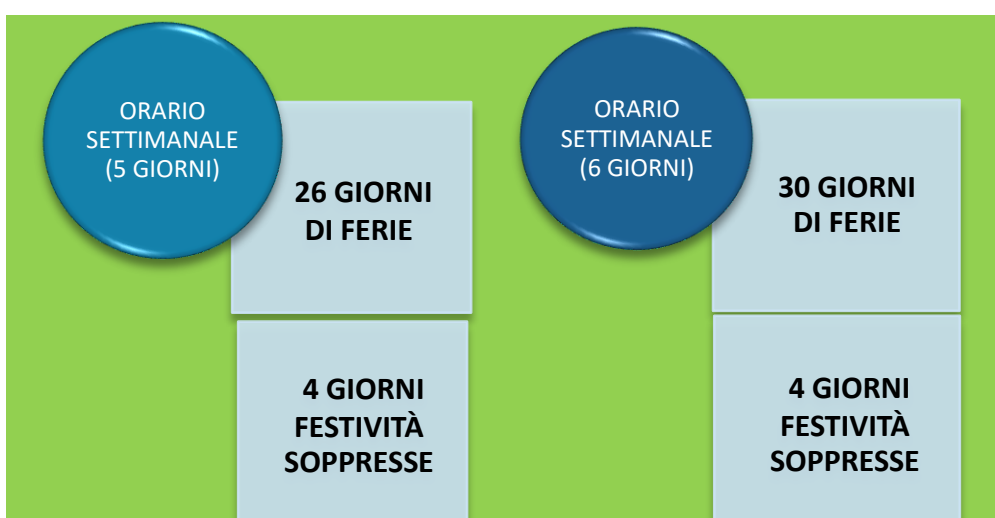 ORARIO
SETTIMANALE
(5 GIORNI)
26 GIORNI
DI FERIE
4 GIORNI
FESTIVITÀ
SOPPRESSE
ORARIO
SETTIMANALE
(6 GIORNI)
30 GIORNI
DI FERIE
4 GIORNI
FESTIVITÀ
SOPPRESSE